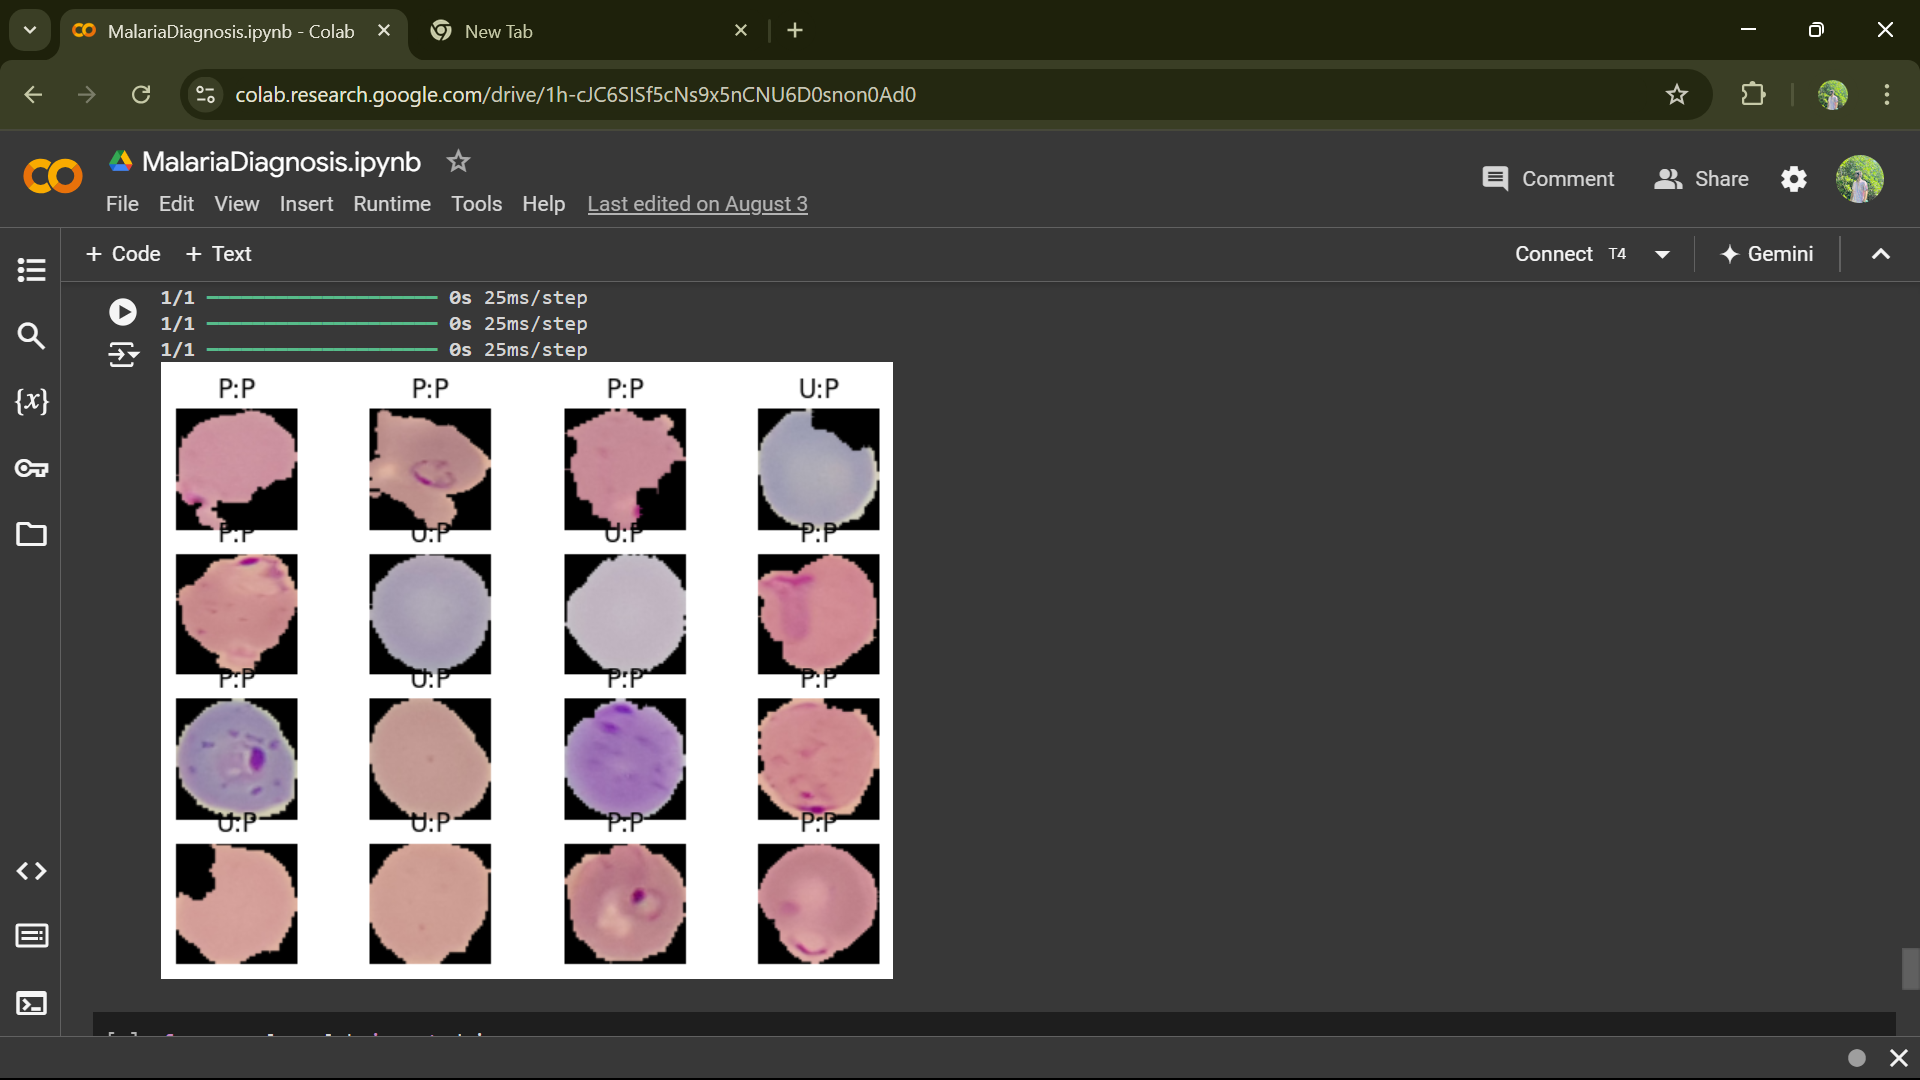 MalariaDiagnosis.ipynb - Colab
New Tab
colab.research.google.com/drive/1h-cJC6SISf5cNs9x5nCNU6D0snon0Ad0
MalariaDiagnosis.ipynb
File Edit View Insert Runtime Tools Help Last edited on August 3
Comment Share
+ Code + Text
Connect T4 Gemini
1/1 0s 25ms/step
1/1 0s 25ms/step
1/1 0s 25ms/step
P:P P:P P:P U:P
P:P U:P U:P P:P
P:P U:P P:P P:P
U:P U:P P:P P:P
{x}